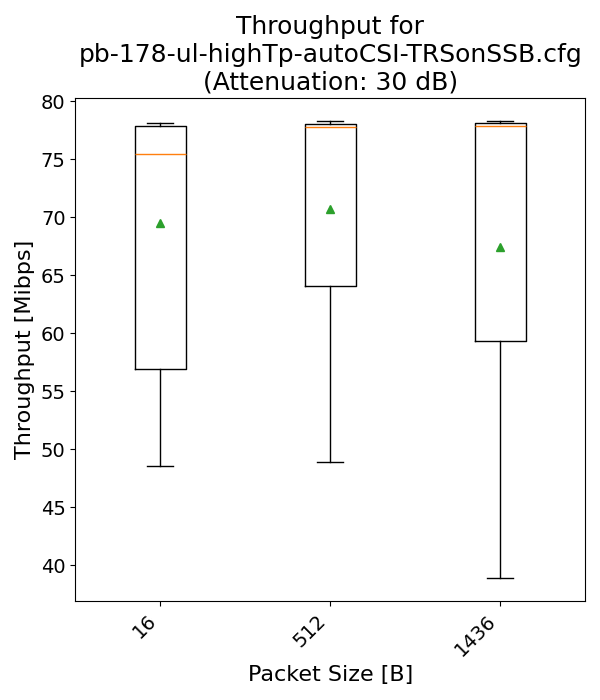 Throughput for
pb-178-ul-highTp-autoCSI-TRSonSSB.cfg
(Attenuation: 30 dB)
80
75
70
65
60
55
50
45
40
Throughput [Mibps]
16
512
1436
Packet Size [B]